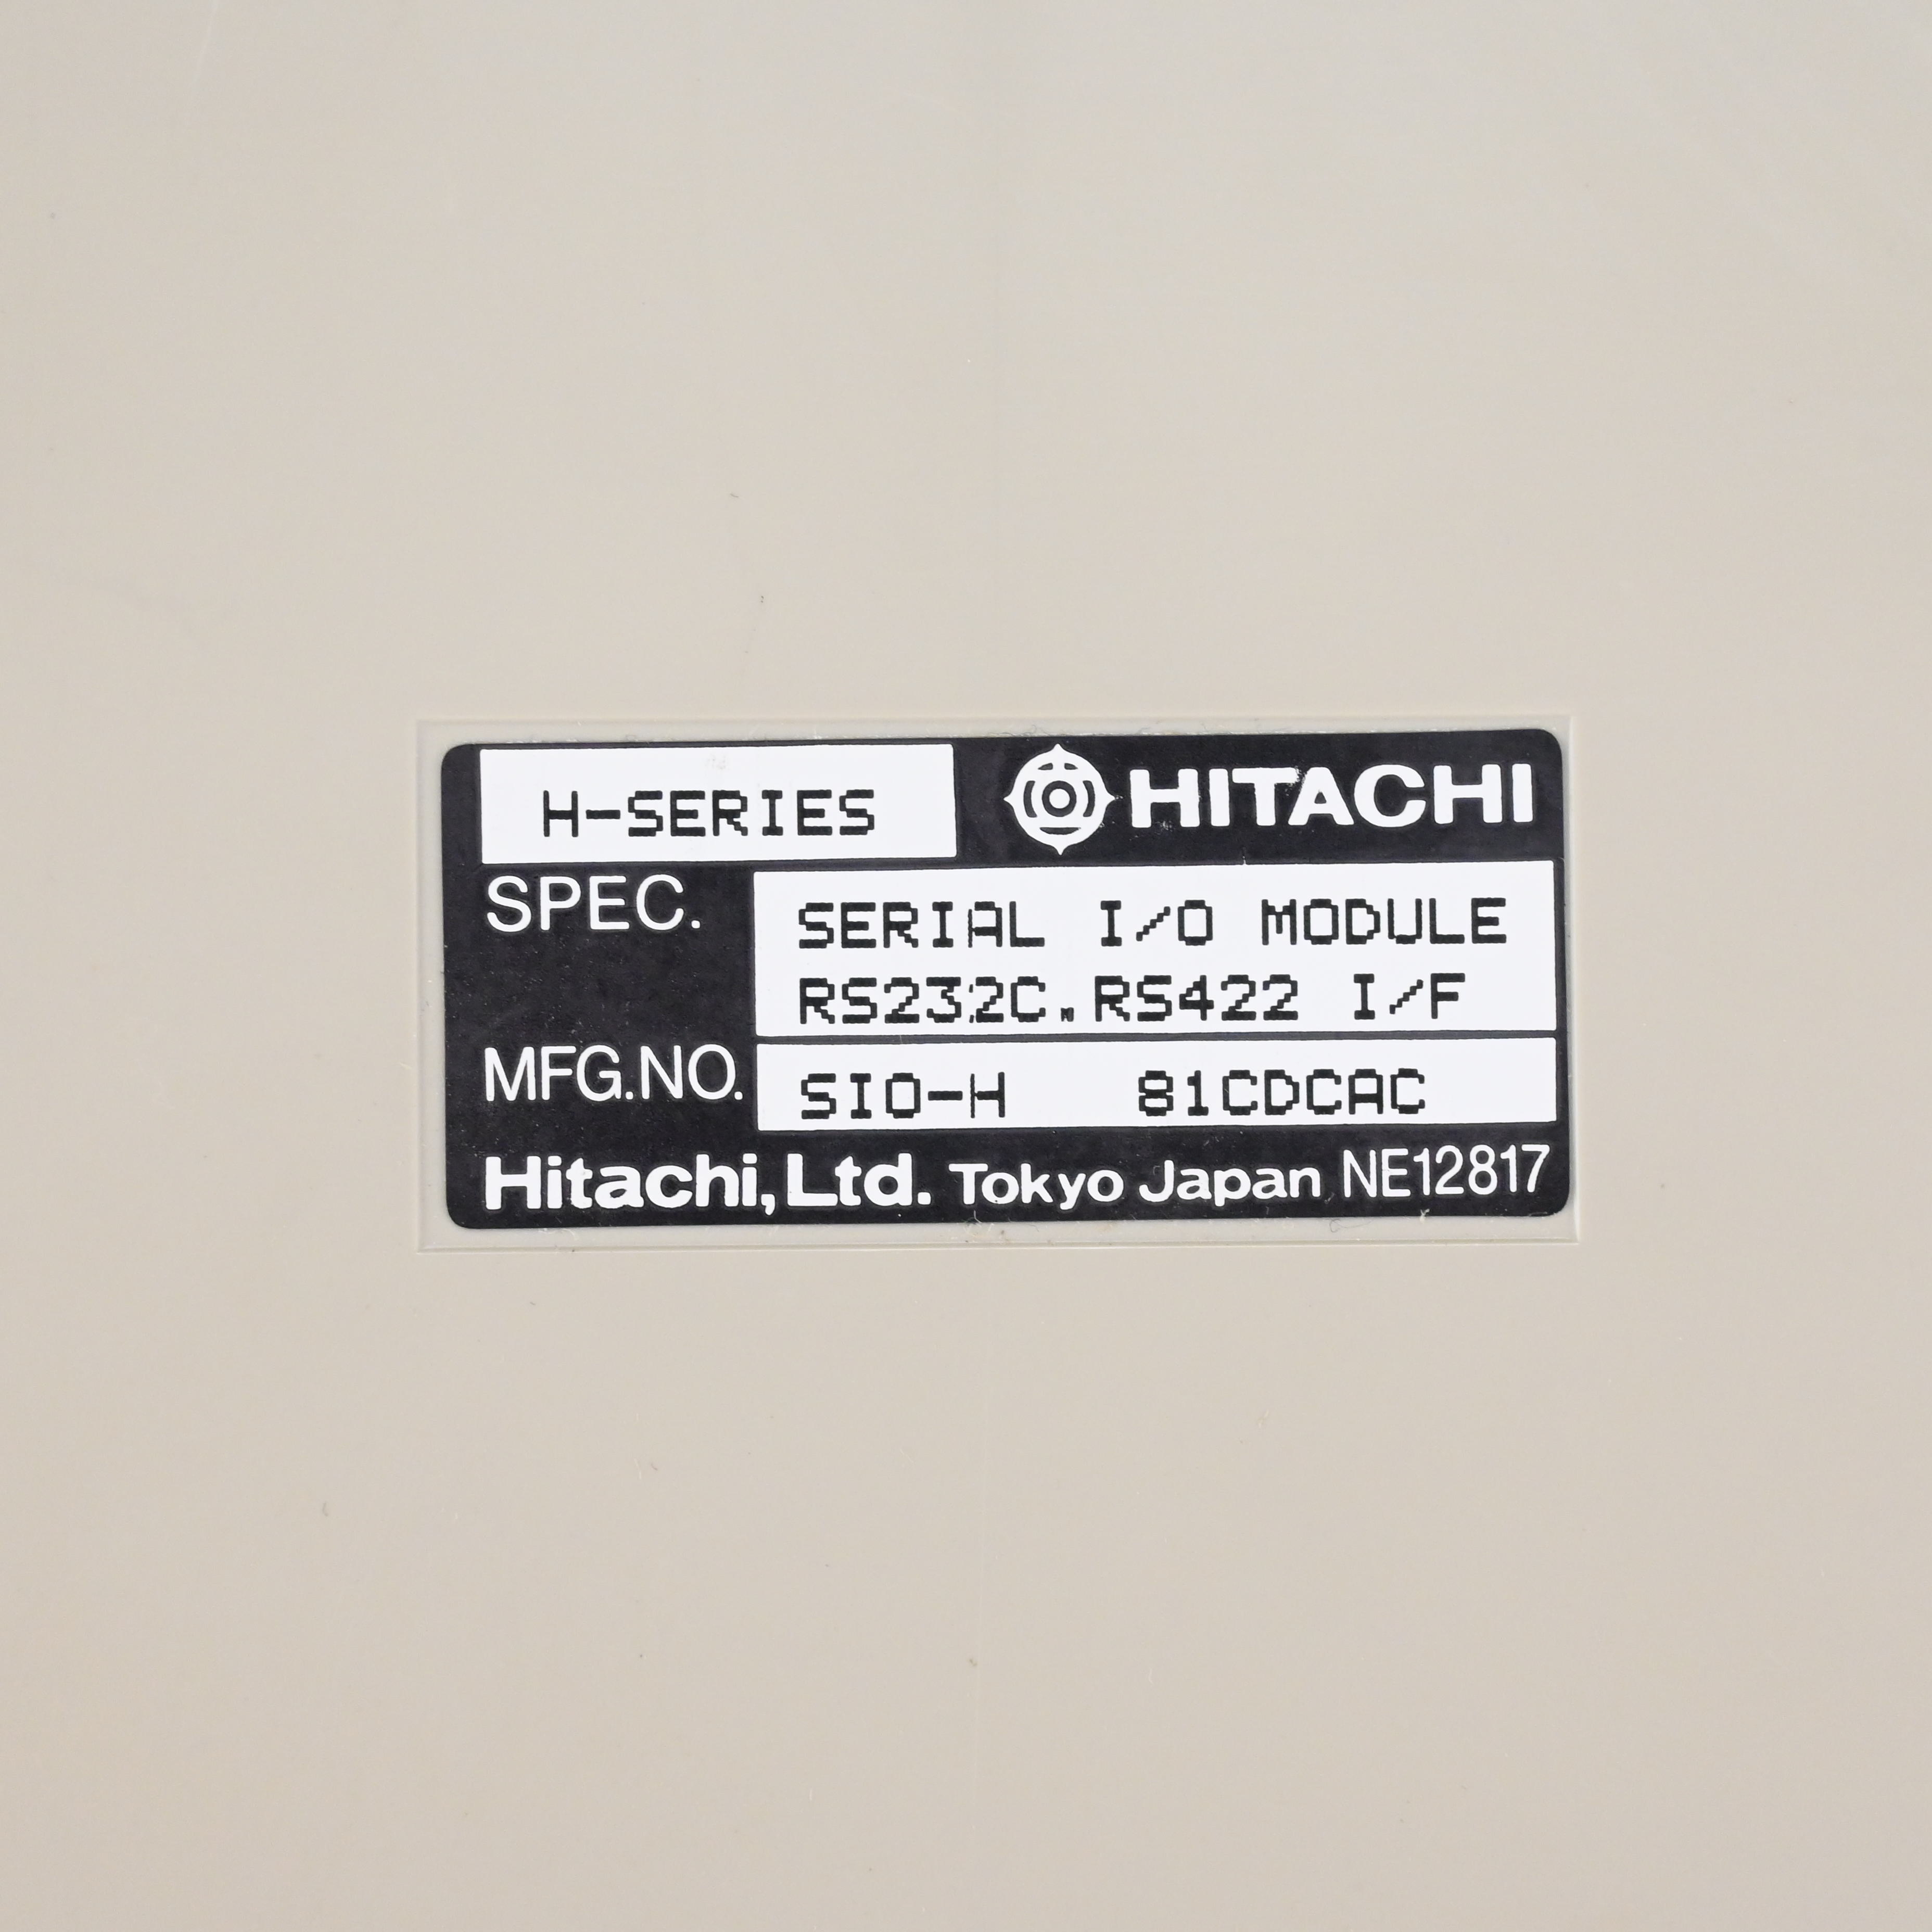 H-SERIES HITACHI
SPEC. SERIAL I/O MODULE
RS232C.RS422 I/F
MFG.NO. SIO-H 81CDCAC
Hitachi,Ltd. Tokyo Japan NE12817